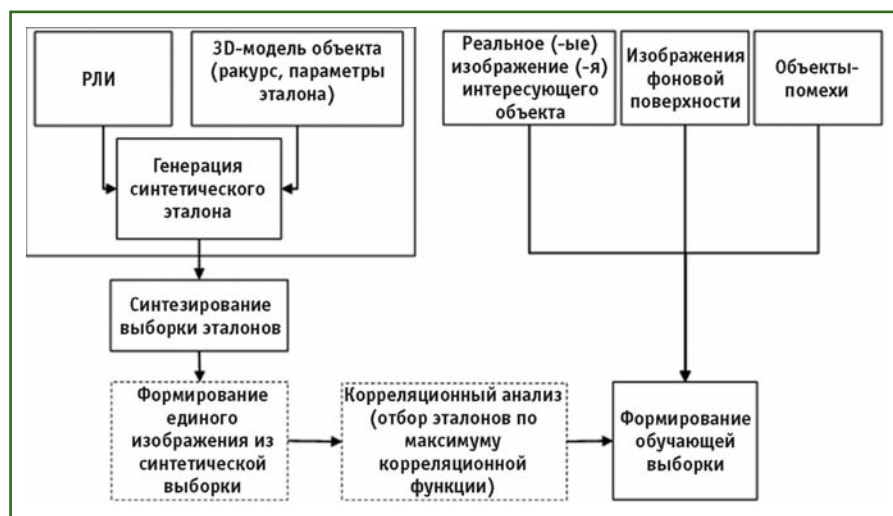 РЛИ
3D-модель объекта
(ракурс, параметры
эталона)
Реальное (-ые)
изображение (-я)
интересующего
объекта
Изображения
фоновой
поверхности
Объекты-
помехи
Генерация
синтетического
эталона
Синтезирование
выборки эталонов
Формирование
единого
изображения из
синтетической
выборки
Корреляционный анализ
(отбор эталонов по
максимуму
корреляционной
функции)
Формирование
обучающей
выборки